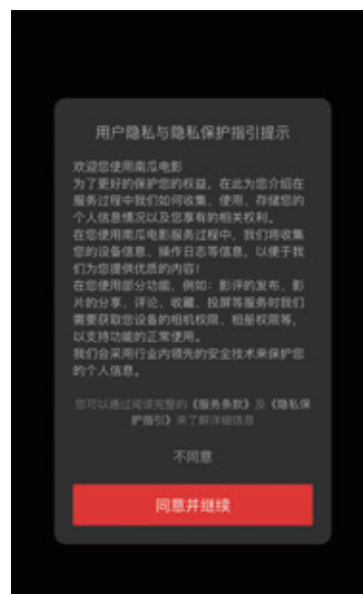 用户隐私与隐私保护指引提示
欢迎您使用南瓜电影
为了更好的保护您的权益，在此为您介绍在
服务过程中我们如何收集、使用、存储您的
个人信息情况以及您享有的相关权利。
在您使用南瓜电影服务过程中，我们将收集
您的设备信息、操作日志等信息，以便于我
们为您提供优质的内容！
在您使用部分功能，例如：影评的发布、影
片的分享、评论、收藏、投屏等服务时我们
需要获取您设备的相机权限、相册权限等，
以支持功能的正常使用。
我们会采用行业内领先的安全技术来保护您
的个人信息。
您可以通过阅读完整的《服务条款》及《隐私保
护指引》来了解详细信息
不同意
同意并继续